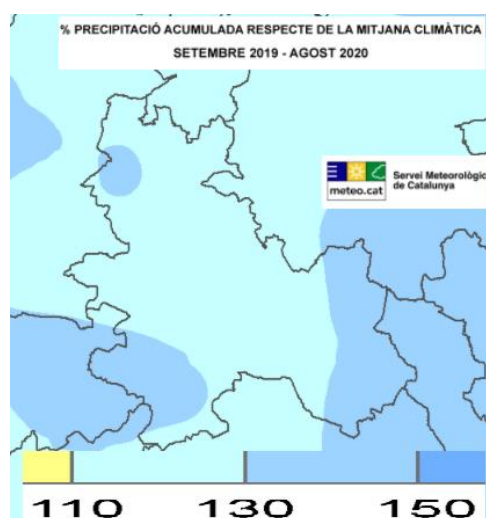 % PRECIPITACIÓ ACUMULADA RESPECTE DE LA MITJANA CLIMÀTICA
SETEMBRE 2019 - AGOST 2020
meteo.cat
Servei Meteorològic
de Catalunya
110 130 150